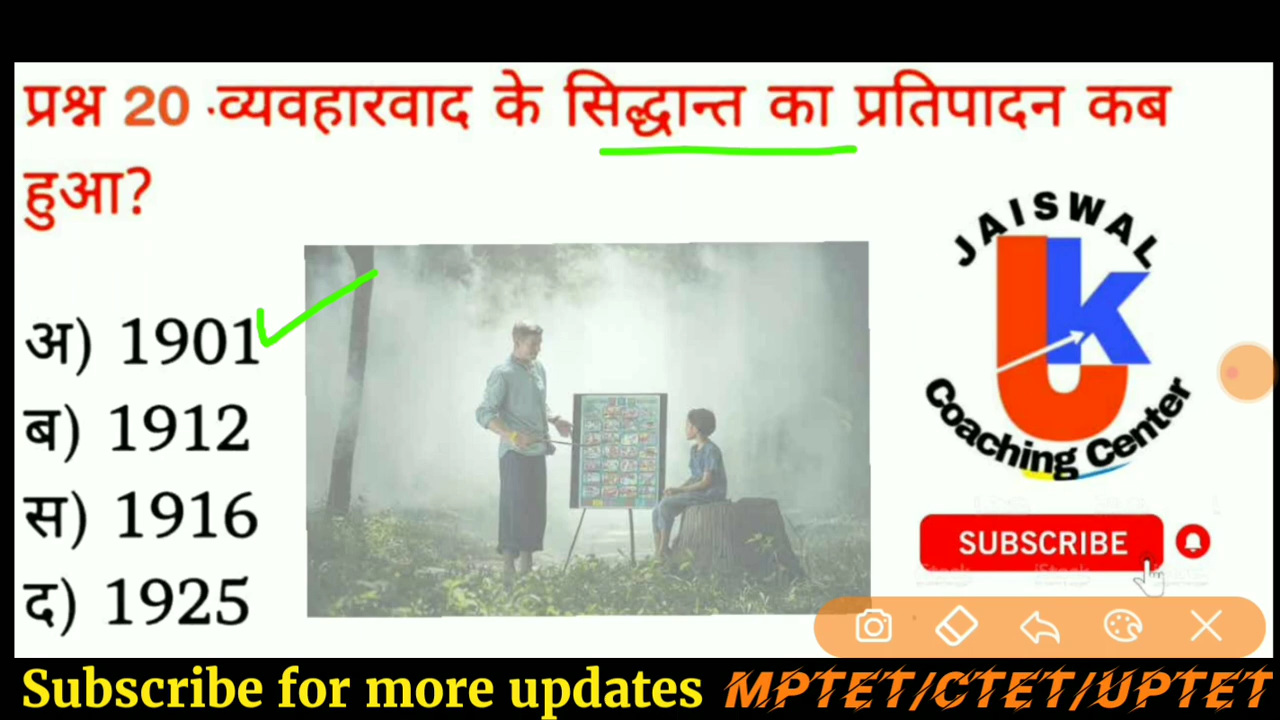 प्रश्न 20 .व्यवहारवाद के सिद्धान्त का प्रतिपादन कब
हुआ?
अ) 1901
ब) 1912
स) 1916
द) 1925
JAISWAL
JK
Coaching Center
SUBSCRIBE
Subscribe for more updates MPTET/CTET/UPTET